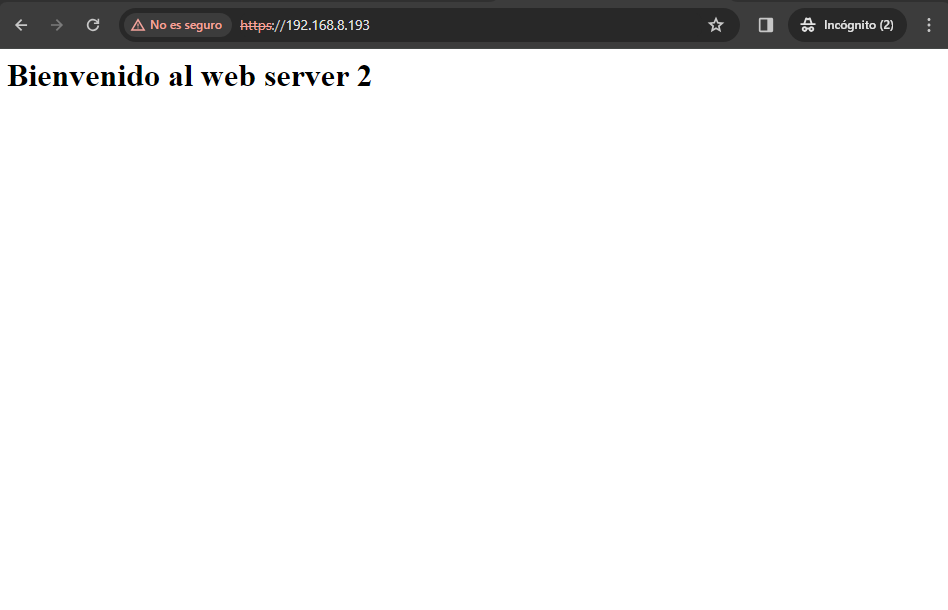 No es seguro https://192.168.8.193 Incógnito (2)
Bienvenido al web server 2